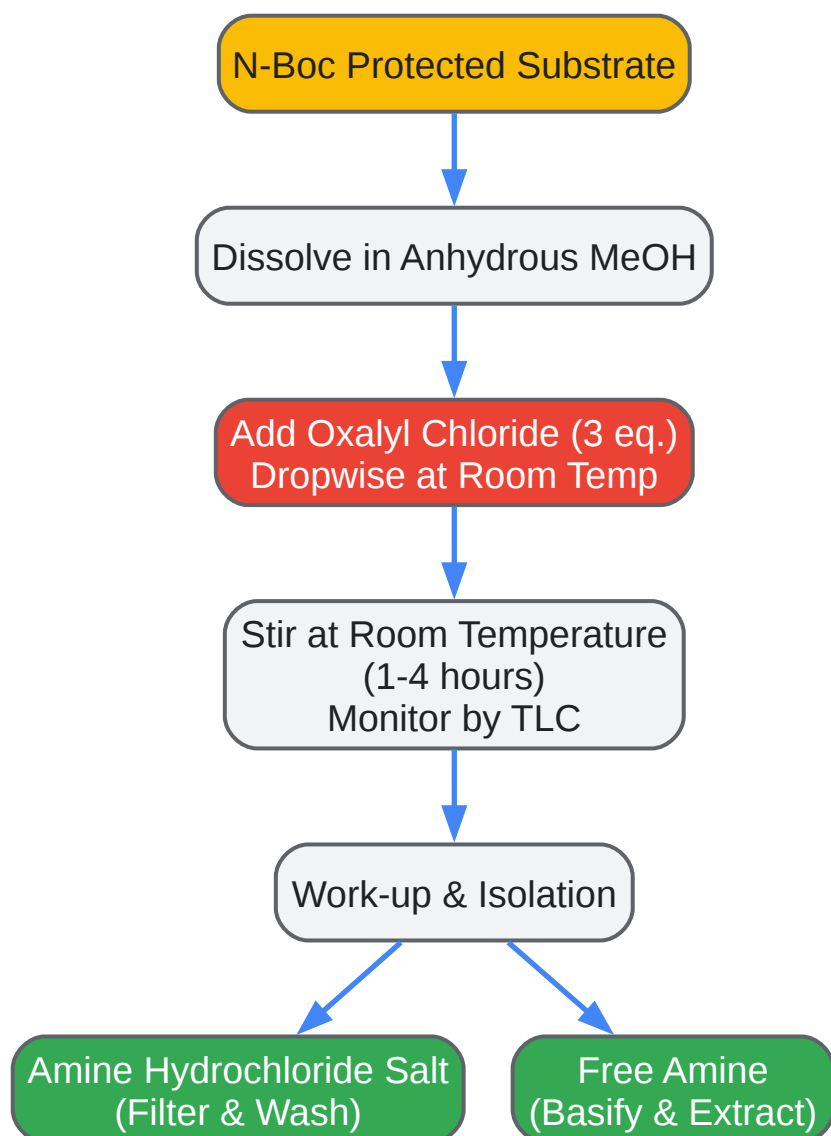 N-Boc Protected Substrate
Dissolve in Anhydrous MeOH
Add Oxalyl Chloride (3 eq.)
Dropwise at Room Temp
Stir at Room Temperature
(1-4 hours)
Monitor by TLC
Work-up & Isolation
Amine Hydrochloride Salt
(Filter & Wash)
Free Amine
(Basify & Extract)